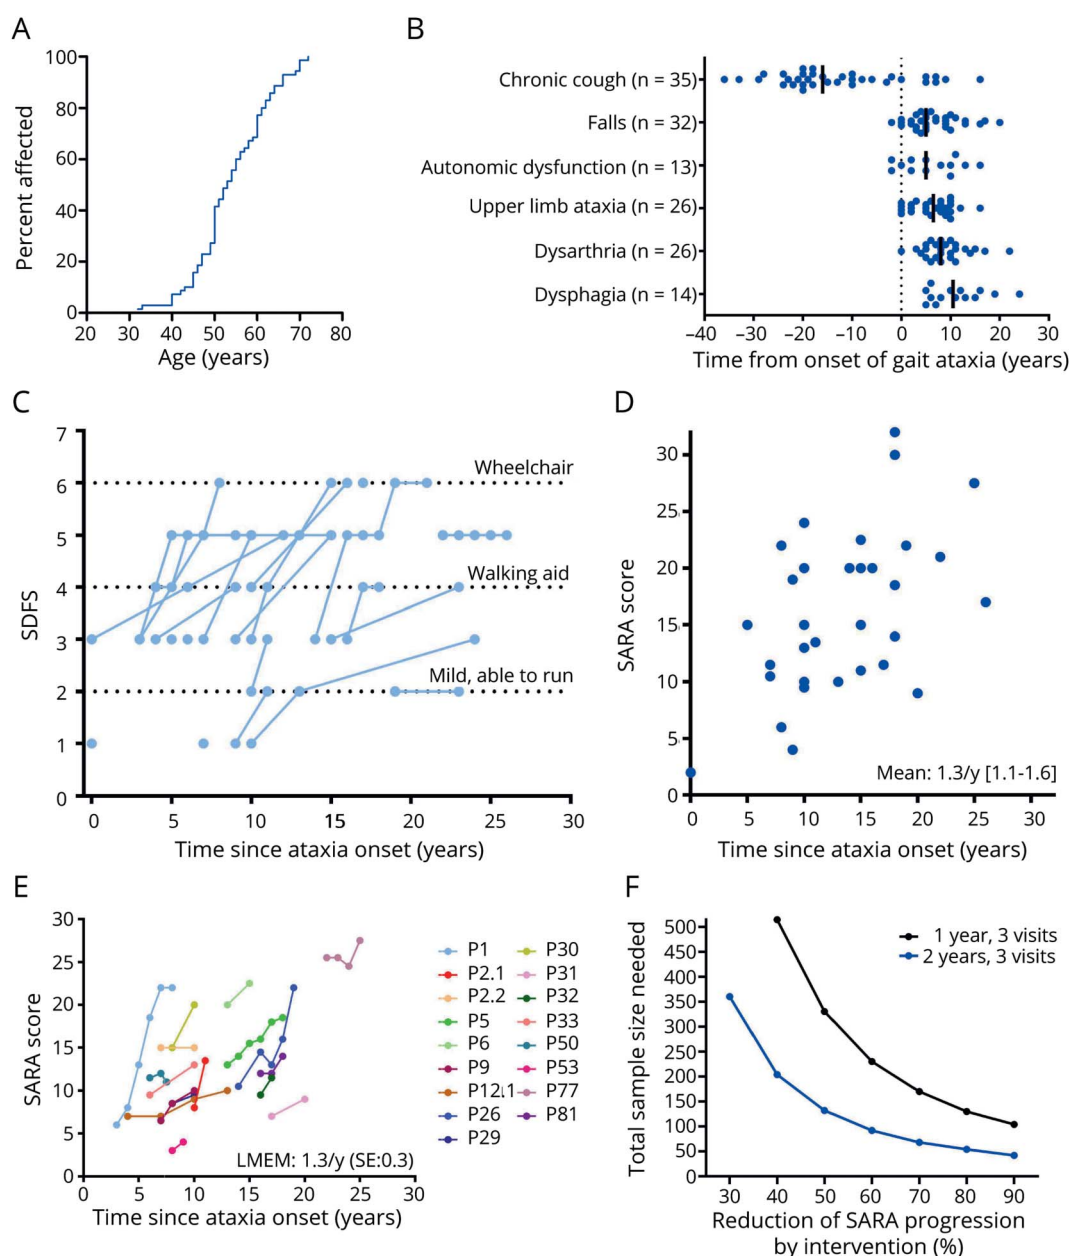 A
Percent affected
100
80
60
40
20
0
20 30 40 50 60 70 80
Age (years)
B
Chronic cough (n = 35)
Falls (n = 32)
Autonomic dysfunction (n = 13)
Upper limb ataxia (n = 26)
Dysarthria (n = 26)
Dysphagia (n = 14)
−40 −30 −20 −10 0 10 20 30
Time from onset of gait ataxia (years)
C
SDFS
7
6
5
4
3
2
1
0
Wheelchair
Walking aid
Mild, able to run
0 5 10 15 20 25 30
Time since ataxia onset (years)
D
SARA score
30
25
20
15
10
5
0
Mean: 1.3/y [1.1-1.6]
0 5 10 15 20 25 30
Time since ataxia onset (years)
E
SARA score
30
25
20
15
10
5
0
LMEM: 1.3/y (SE:0.3)
0 5 10 15 20 25 30
Time since ataxia onset (years)
P1
P2.1
P2.2
P5
P6
P9
P12.1
P26
P29
P30
P31
P32
P33
P50
P53
P77
P81
F
Total sample size needed
500
450
400
350
300
250
200
150
100
50
0
1 year, 3 visits
2 years, 3 visits
30 40 50 60 70 80 90
Reduction of SARA progression
by intervention (%)